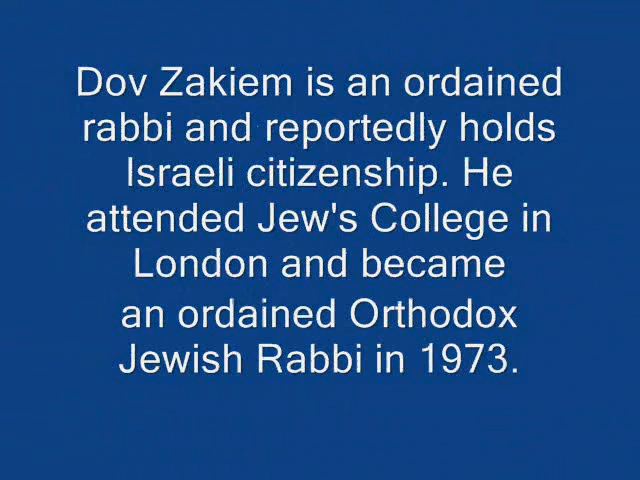 Dov Zakiem is an ordained
rabbi and reportedly holds
Israeli citizenship. He
attended Jew's College in
London and became
an ordained Orthodox
Jewish Rabbi in 1973.